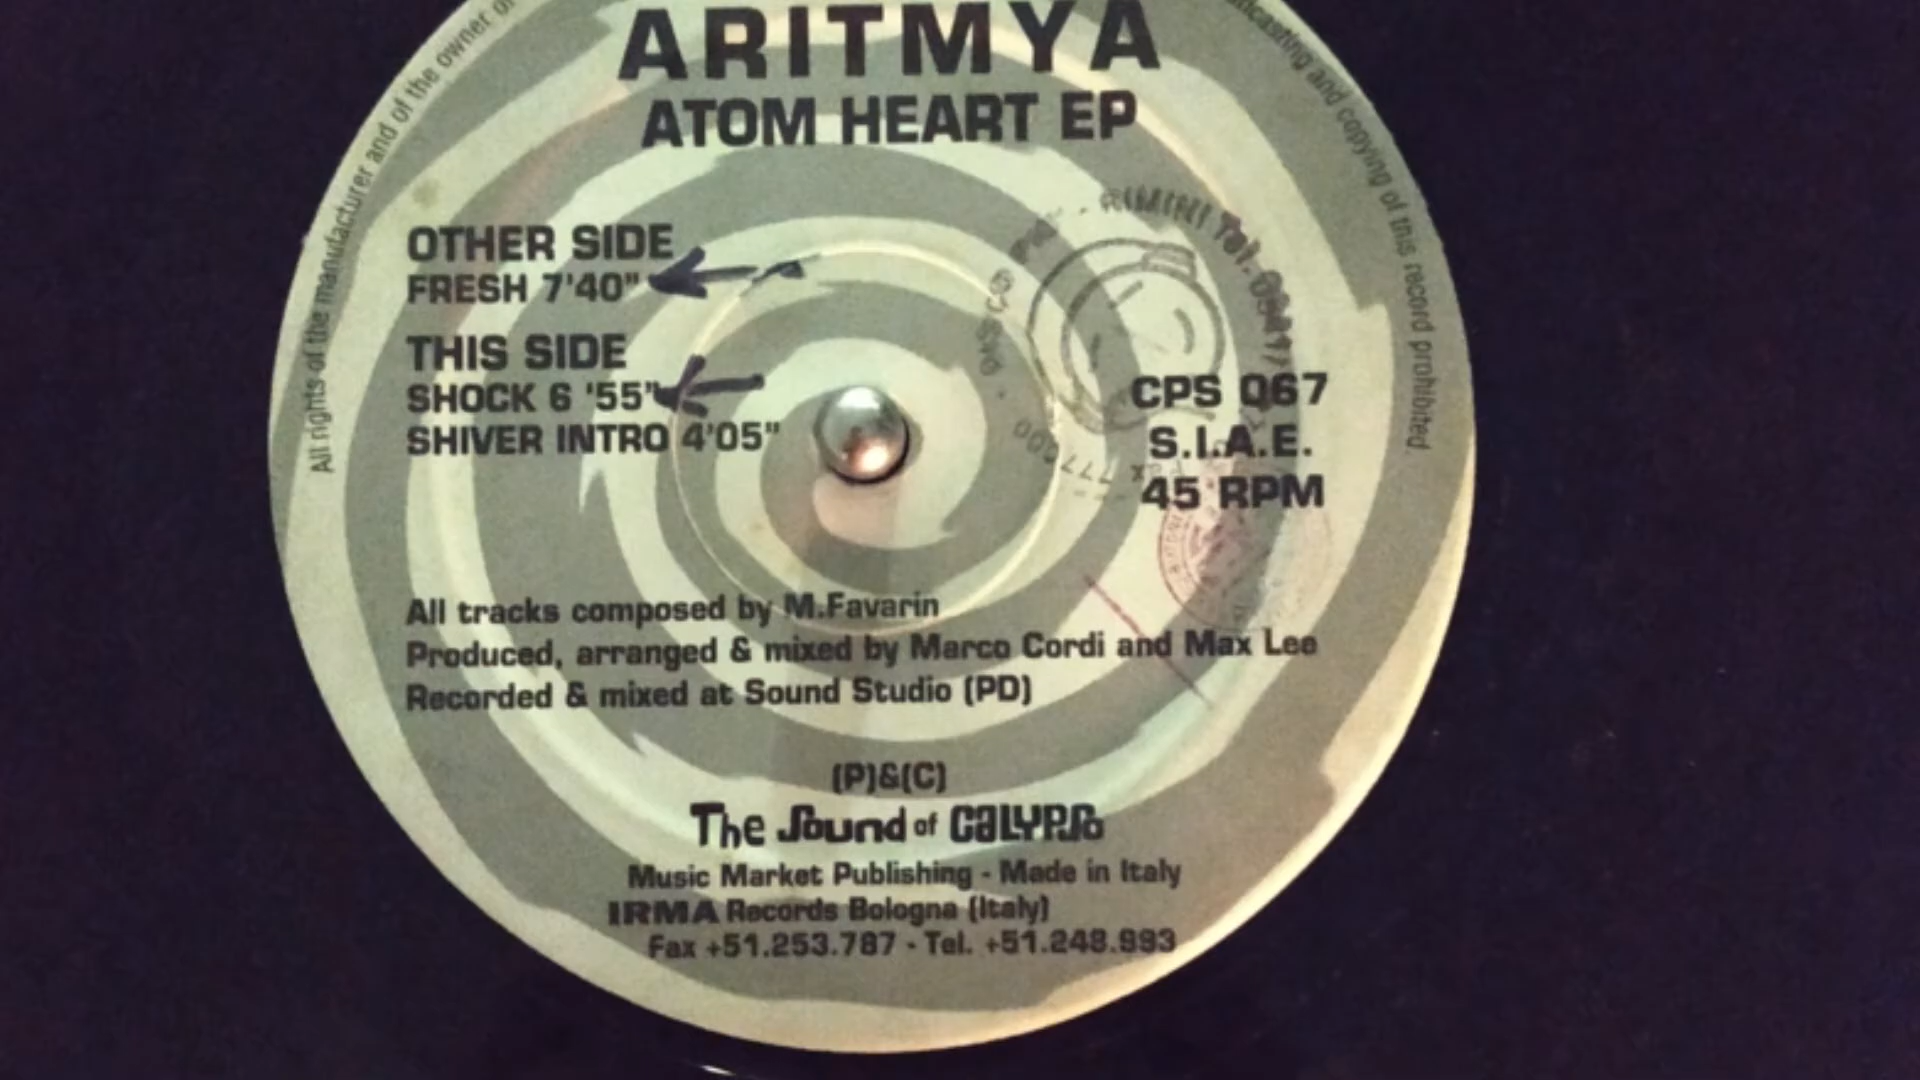 ARITMYA
ATOM HEART EP
OTHER SIDE
FRESH 7'40"
THIS SIDE
SHOCK 6 '55"
SHIVER INTRO 4'05"
CPS 067
S.I.A.E.
45 RPM
All tracks composed by M.Favarin
Produced, arranged & mixed by Marco Cordi and Max Lee
Recorded & mixed at Sound Studio (PD)
(P)&(C)
The Sound of CALYPSO
Music Market Publishing - Made in Italy
IRMA Records Bologna (Italy)
Fax +51.253.787 - Tel. +51.248.993
All rights of the manufacturer and of the owner of
and copying of this record prohibited.
Tel. 0541/
777500